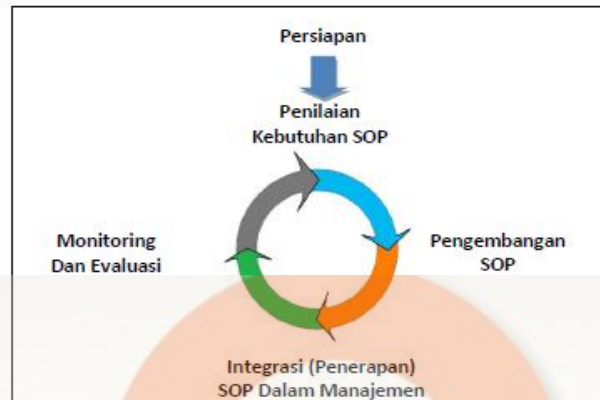 Persiapan
Penilaian
Kebutuhan SOP
Monitoring
Dan Evaluasi
Pengembangan
SOP
Integrasi (Penerapan)
SOP Dalam Manajemen